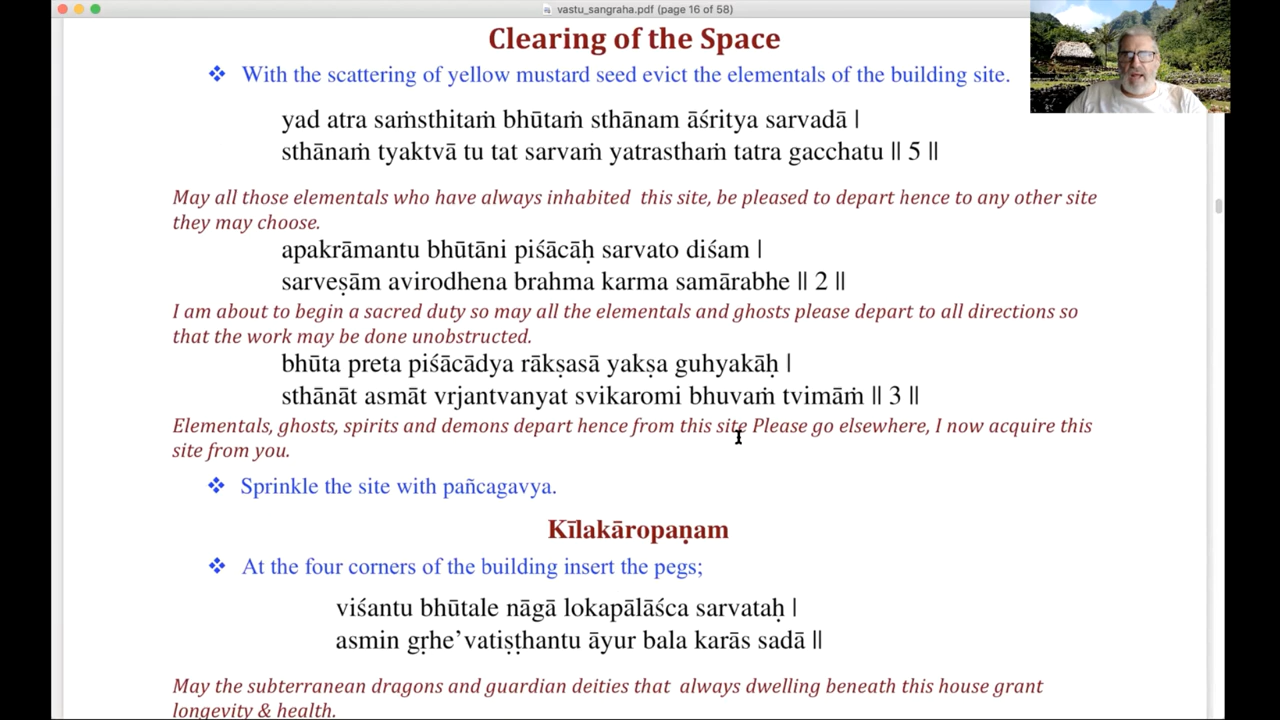 vastu_sangraha.pdf (page 16 of 58)
Clearing of the Space
❖ With the scattering of yellow mustard seed evict the elementals of the building site.
yad atra saṁsthitaṁ bhūtaṁ sthānam āśritya sarvadā |
sthānaṁ tyaktvā tu tat sarvaṁ yatrasthaṁ tatra gacchatu || 5 ||
May all those elementals who have always inhabited this site, be pleased to depart hence to any other site
they may choose.
apakrāmantu bhūtāni piśācāḥ sarvato diśam |
sarveṣām avirodhena brahma karma samārabhe || 2 ||
I am about to begin a sacred duty so may all the elementals and ghosts please depart to all directions so
that the work may be done unobstructed.
bhūta preta piśācādya rākṣasā yakṣa guhyakāḥ |
sthānāt asmāt vrjantvanyat svikaromi bhuvaṁ tvimāṁ || 3 ||
Elementals, ghosts, spirits and demons depart hence from this site Please go elsewhere, I now acquire this
site from you.
❖ Sprinkle the site with pañcagavya.
Kīlakāropaṇam
❖ At the four corners of the building insert the pegs;
viśantu bhūtale nāgā lokapālāśca sarvataḥ |
asmin gṛhe'vatiṣṭhantu āyur bala karās sadā ||
May the subterranean dragons and guardian deities that always dwelling beneath this house grant
longevity & health.